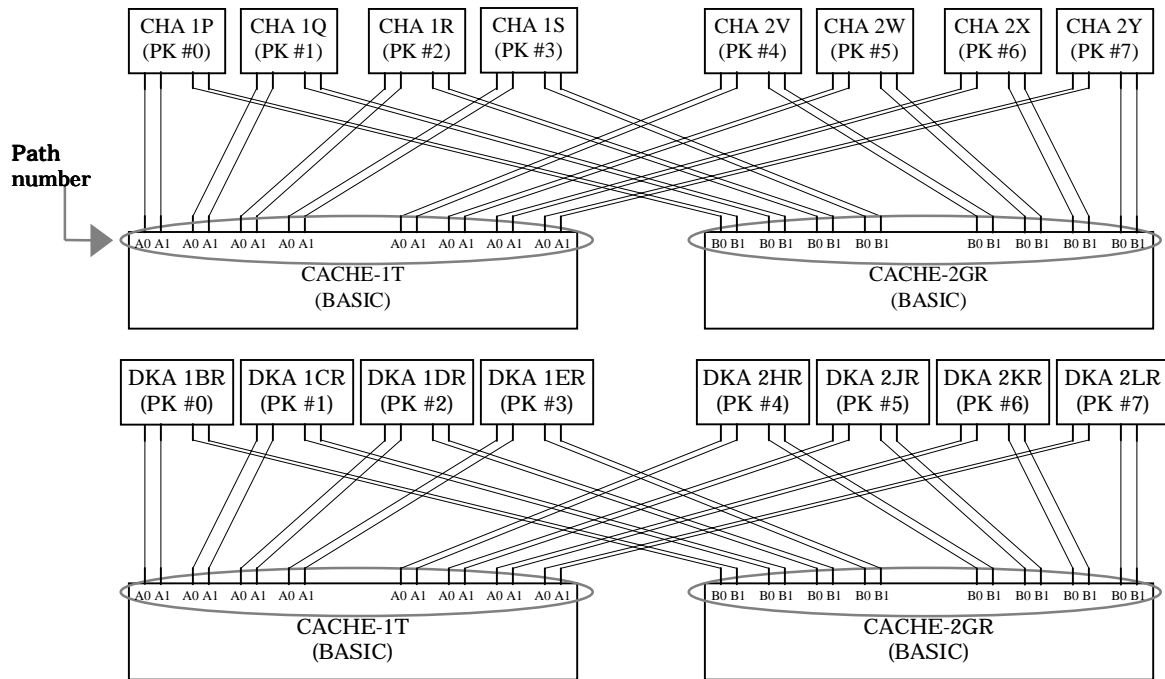 CHA 1P CHA 1Q CHA 1R CHA 1S CHA 2V CHA 2W CHA 2X CHA 2Y
(PK #0) (PK #1) (PK #2) (PK #3) (PK #4) (PK #5) (PK #6) (PK #7)
Path
number
A0 A1 A0 A1 A0 A1 A0 A1 A0 A1 A0 A1 A0 A1 A0 A1 B0 B1 B0 B1 B0 B1 B0 B1 B0 B1 B0 B1 B0 B1 B0 B1
CACHE-1T CACHE-2GR
(BASIC) (BASIC)
DKA 1BR DKA 1CR DKA 1DR DKA 1ER DKA 2HR DKA 2JR DKA 2KR DKA 2LR
(PK #0) (PK #1) (PK #2) (PK #3) (PK #4) (PK #5) (PK #6) (PK #7)
A0 A1 A0 A1 A0 A1 A0 A1 A0 A1 A0 A1 A0 A1 A0 A1 B0 B1 B0 B1 B0 B1 B0 B1 B0 B1 B0 B1 B0 B1 B0 B1
CACHE-1T CACHE-2GR
(BASIC) (BASIC)